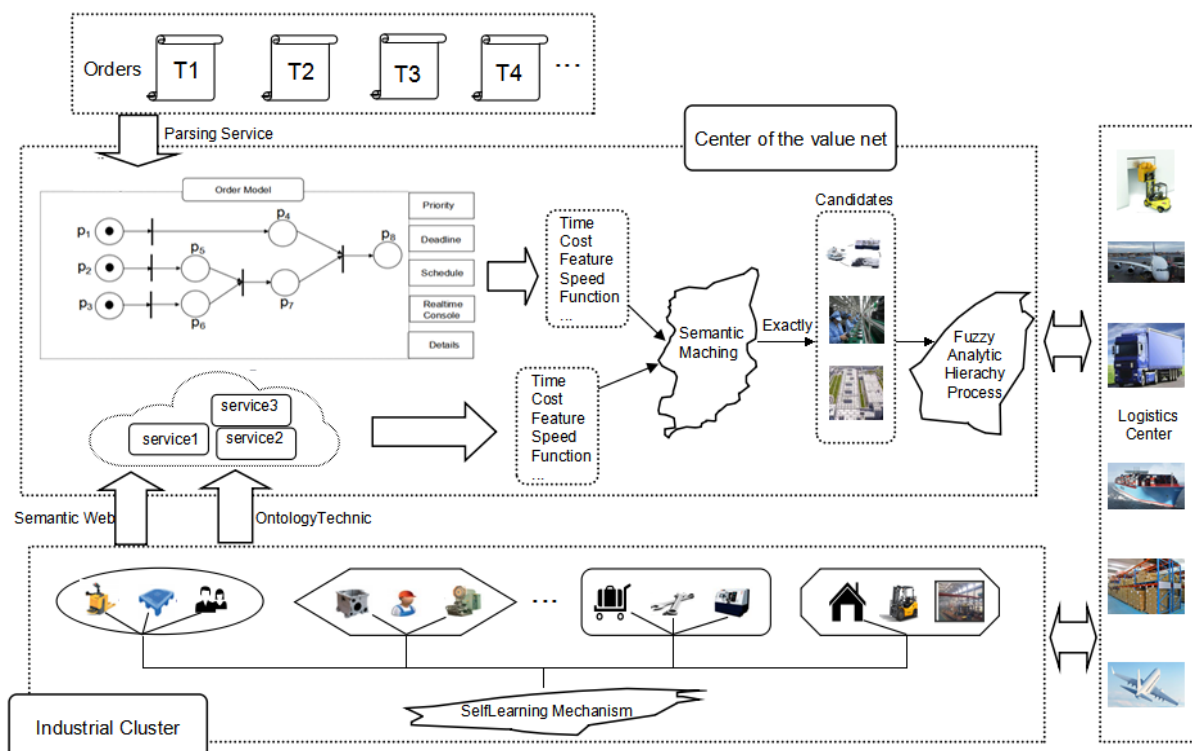 Orders
T1
T2
T3
T4
...
Parsing Service
..
Center of the value net
Order Model
p1
p2
p3
p4
p5
p6
p7
p8
Priority
Deadline
Schedule
Realtime
Console
Details
Time
Cost
Feature
Speed
Function
...
Time
Cost
Feature
Speed
Function
...
service3
service1
service2
Semantic
Maching
Exactly
Candidates
Fuzzy
Analytic
Hierachy
Process
Logistics
Center
Semantic Web
OntologyTechnic
...
SelfLearning Mechanism
Industrial Cluster